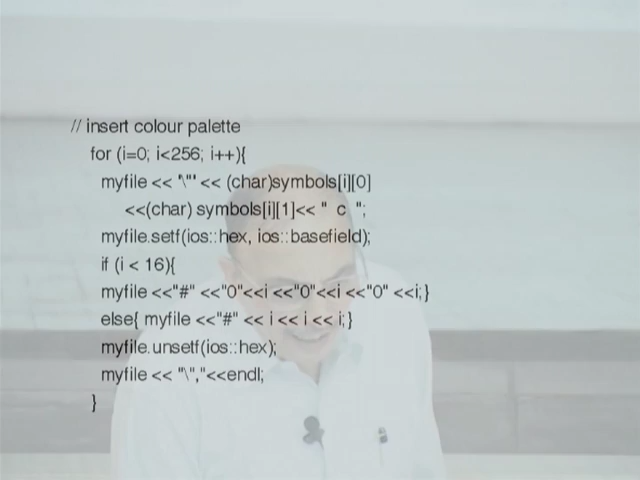 // insert colour palette
for (i=0; i<256; i++){
myfile << "\"" << (char)symbols[i][0]
<<(char) symbols[i][1]<< "  c  ";
myfile.setf(ios::hex, ios::basefield);
if (i < 16){
myfile <<"#" <<"0"<<i <<"0"<<i <<"0" <<i;}
else{ myfile <<"#" << i << i << i;}
myfile.unsetf(ios::hex);
myfile << "\","<<endl;
}